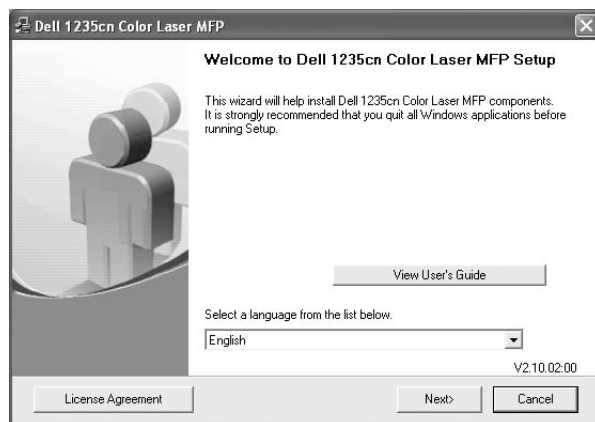 Dell 1235cn Color Laser MFP
Welcome to Dell 1235cn Color Laser MFP Setup
This wizard will help install Dell 1235cn Color Laser MFP components.
It is strongly recommended that you quit all Windows applications before
running Setup.
View User's Guide
Select a language from the list below.
English
V2.10.02:00
License Agreement
Next>
Cancel